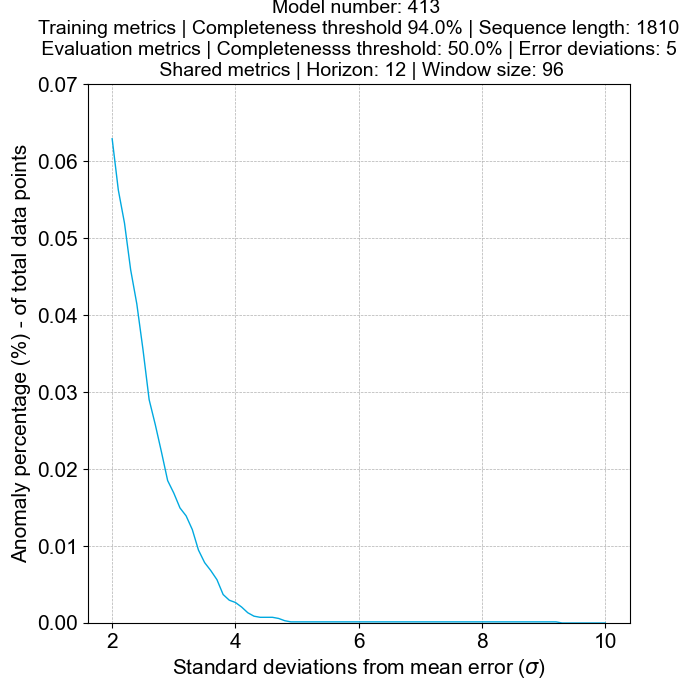 Model number: 413
Training metrics | Completeness threshold 94.0% | Sequence length: 1810
Evaluation metrics | Completenesss threshold: 50.0% | Error deviations: 5
Shared metrics | Horizon: 12 | Window size: 96
0.07
0.06
0.05
0.04
0.03
0.02
0.01
0.00
Anomaly percentage (%) - of total data points
2 4 6 8 10
Standard deviations from mean error (σ)